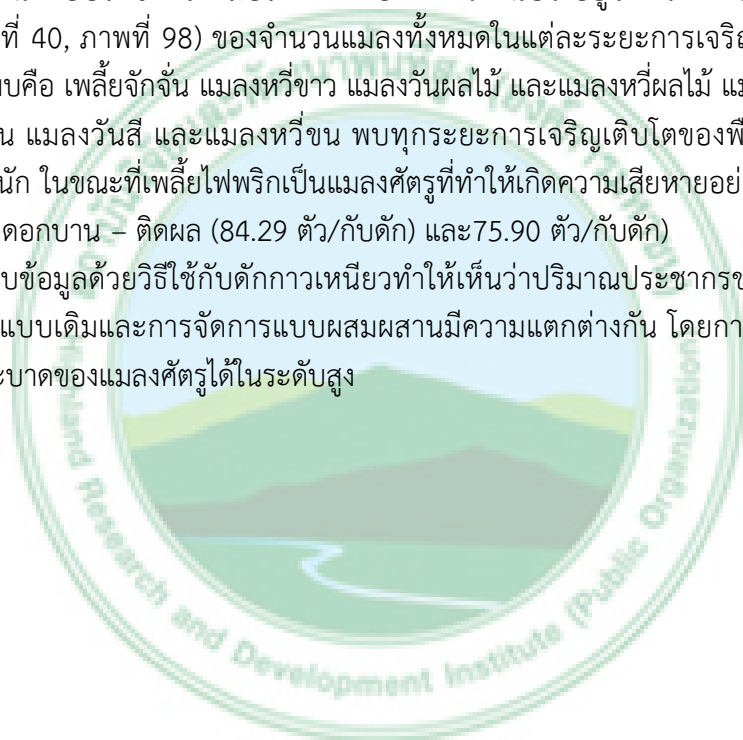 ที่ 40, ภาพที่ 98) ของจำนวนแมลงทั้งหมดในแต่ละระยะการเจริญ
บคือ เพลี้ยจักจั่น แมลงหวี่ขาว แมลงวันผลไม้ และแมลงหวี่ผลไม้
น แมลงวันสี และแมลงหวี่ขน พบทุกระยะการเจริญเติบโตของพื
นัก ในขณะที่เพลี้ยไฟพริกเป็นแมลงศัตรูที่ทำให้เกิดความเสียหายอย่
ดอกบาน – ติดผล (84.29 ตัว/กับดัก) และ75.90 ตัว/กับดัก)
บข้อมูลด้วยวิธีใช้กับดักกาวเหนียวทำให้เห็นว่าปริมาณประชากรข
แบบเดิมและการจัดการแบบผสมผสานมีความแตกต่างกัน โดยกา
ะบาดของแมลงศัตรูได้ในระดับสูง
land Research and Development Institute (Public Organization